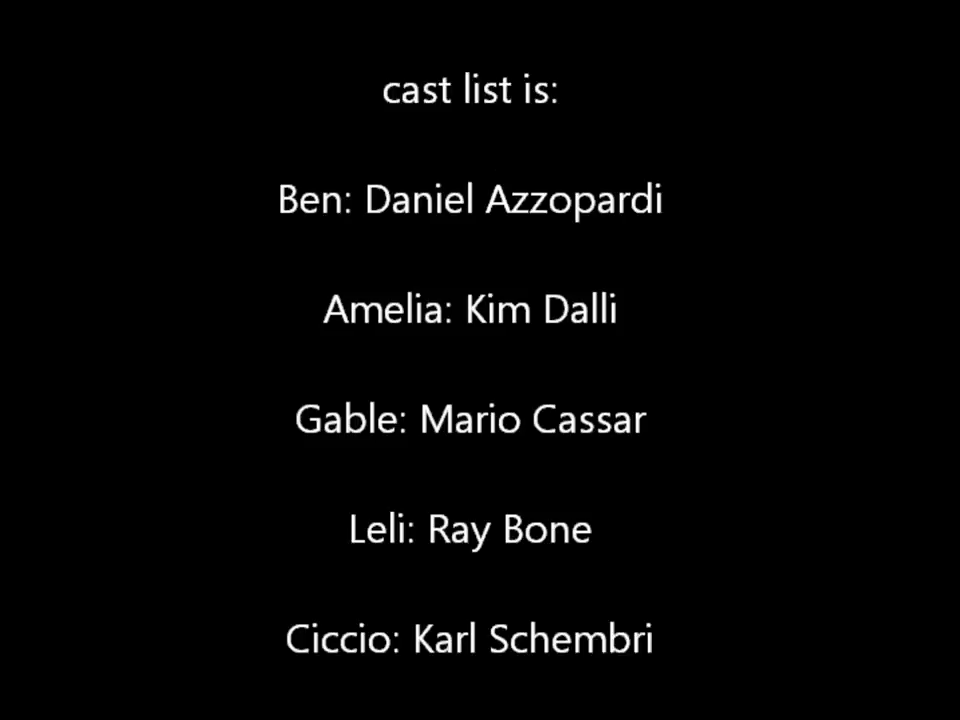 cast list is:
Ben: Daniel Azzopardi
Amelia: Kim Dalli
Gable: Mario Cassar
Leli: Ray Bone
Ciccio: Karl Schembri